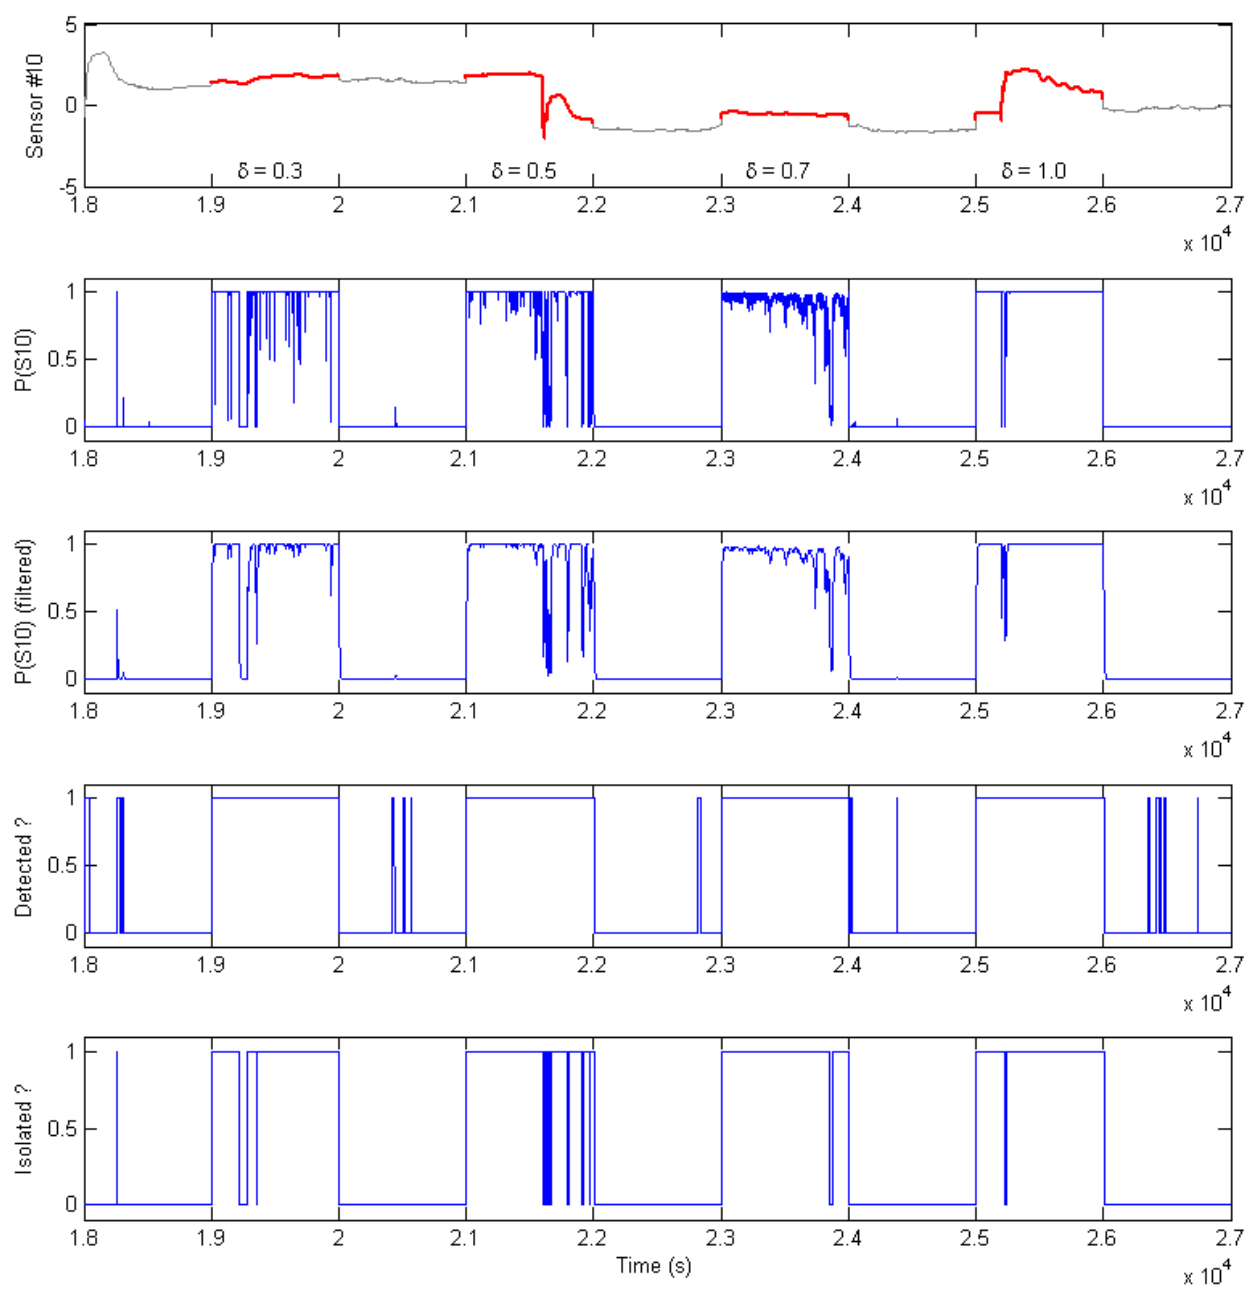 5
0
-5
Sensor #10
δ = 0.3 δ = 0.5 δ = 0.7 δ = 1.0
1.8 1.9 2 2.1 2.2 2.3 2.4 2.5 2.6 2.7
x 10^4
1
0.5
0
P(S10)
1.8 1.9 2 2.1 2.2 2.3 2.4 2.5 2.6 2.7
x 10^4
1
0.5
0
P(S10) (filtered)
1.8 1.9 2 2.1 2.2 2.3 2.4 2.5 2.6 2.7
x 10^4
1
0.5
0
Detected ?
1.8 1.9 2 2.1 2.2 2.3 2.4 2.5 2.6 2.7
x 10^4
1
0.5
0
Isolated ?
1.8 1.9 2 2.1 2.2 2.3 2.4 2.5 2.6 2.7
Time (s)
x 10^4